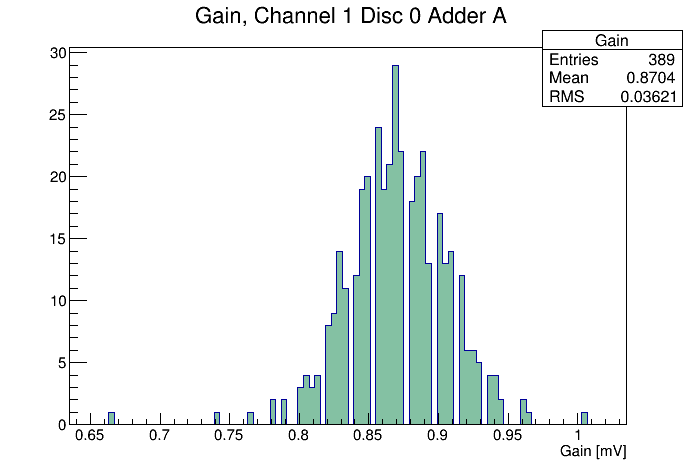 Gain, Channel 1 Disc 0 Adder A
Gain
Entries 389
Mean 0.8704
RMS 0.03621
30
25
20
15
10
5
0
0.65 0.7 0.75 0.8 0.85 0.9 0.95 1
Gain [mV]